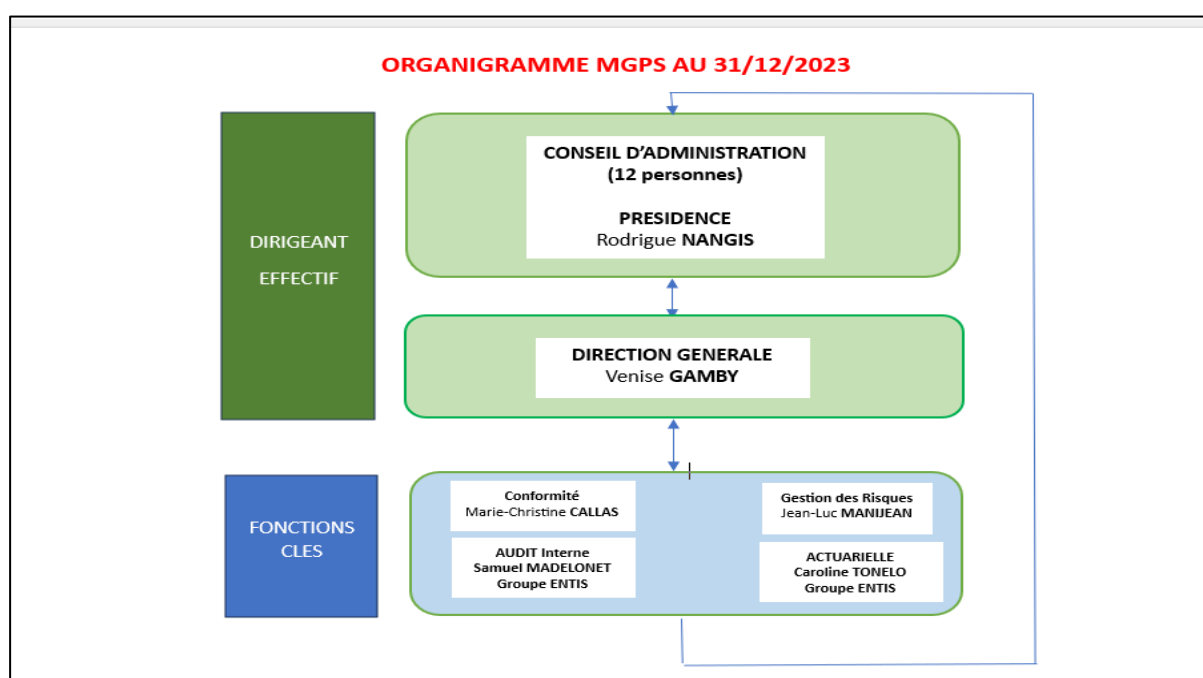 ORGANIGRAMME MGPS AU 31/12/2023
DIRIGEANT
EFFECTIF
CONSEIL D’ADMINISTRATION
(12 personnes)
PRESIDENCE
Rodrigue NANGIS
DIRECTION GENERALE
Venise GAMBY
FONCTIONS
CLES
Conformité
Marie-Christine CALLAS
Gestion des Risques
Jean-Luc MANIJEAN
AUDIT Interne
Samuel MADELONET
Groupe ENTIS
ACTUARIELLE
Caroline TONELO
Groupe ENTIS